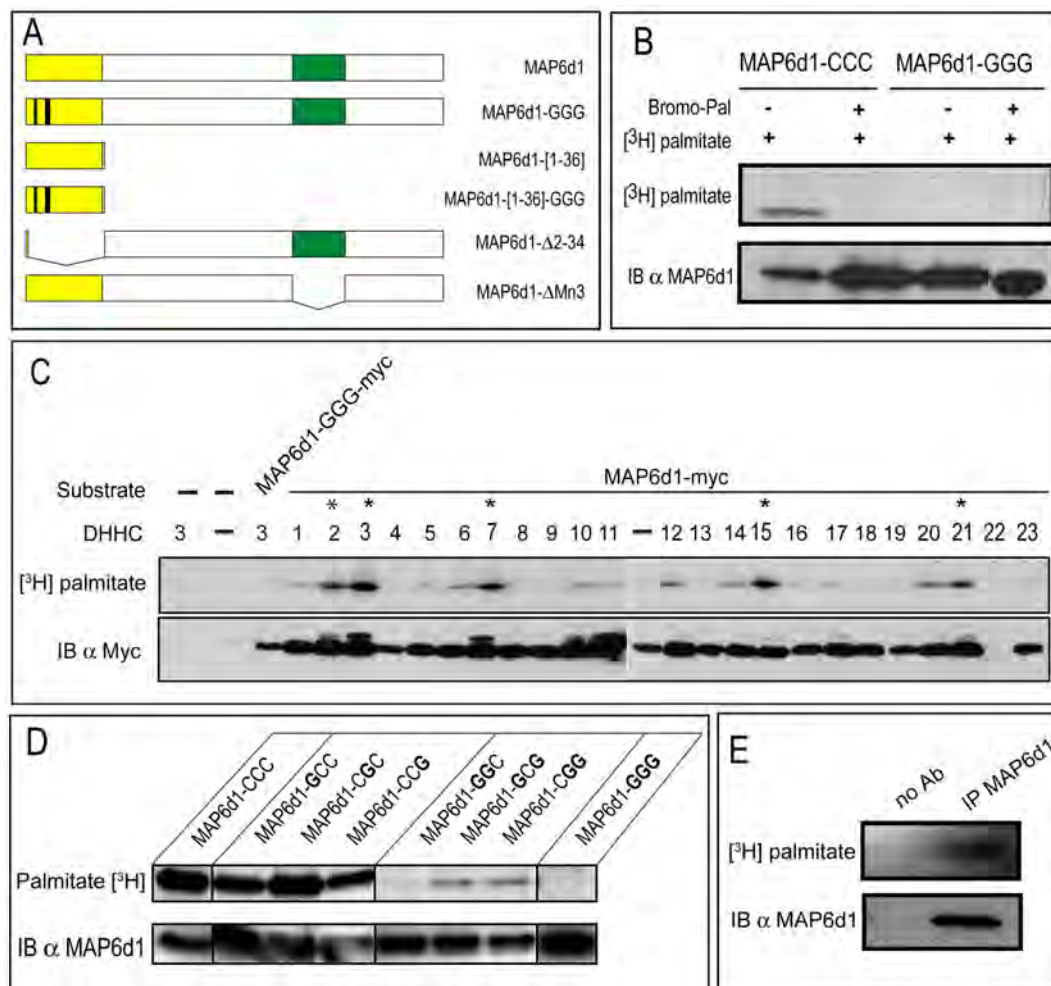 A
MAP6d1
MAP6d1-GGG
MAP6d1-[1-36]
MAP6d1-[1-36]-GGG
MAP6d1-Δ2-34
MAP6d1-ΔMn3
B
MAP6d1-CCC MAP6d1-GGG
Bromo-Pal - + - +
[³H] palmitate + + + +
[³H] palmitate
IB α MAP6d1
C
MAP6d1-GGG-myc
MAP6d1-myc
Substrate – – * * * * *
DHHC 3 – 3 1 2 3 4 5 6 7 8 9 10 11 – 12 13 14 15 16 17 18 19 20 21 22 23
[³H] palmitate
IB α Myc
D
MAP6d1-CCC MAP6d1-GCC MAP6d1-CGC MAP6d1-CCG MAP6d1-GGC MAP6d1-GCG MAP6d1-CGG MAP6d1-GGG
Palmitate [³H]
IB α MAP6d1
E
no Ab IP MAP6d1
[³H] palmitate
IB α MAP6d1